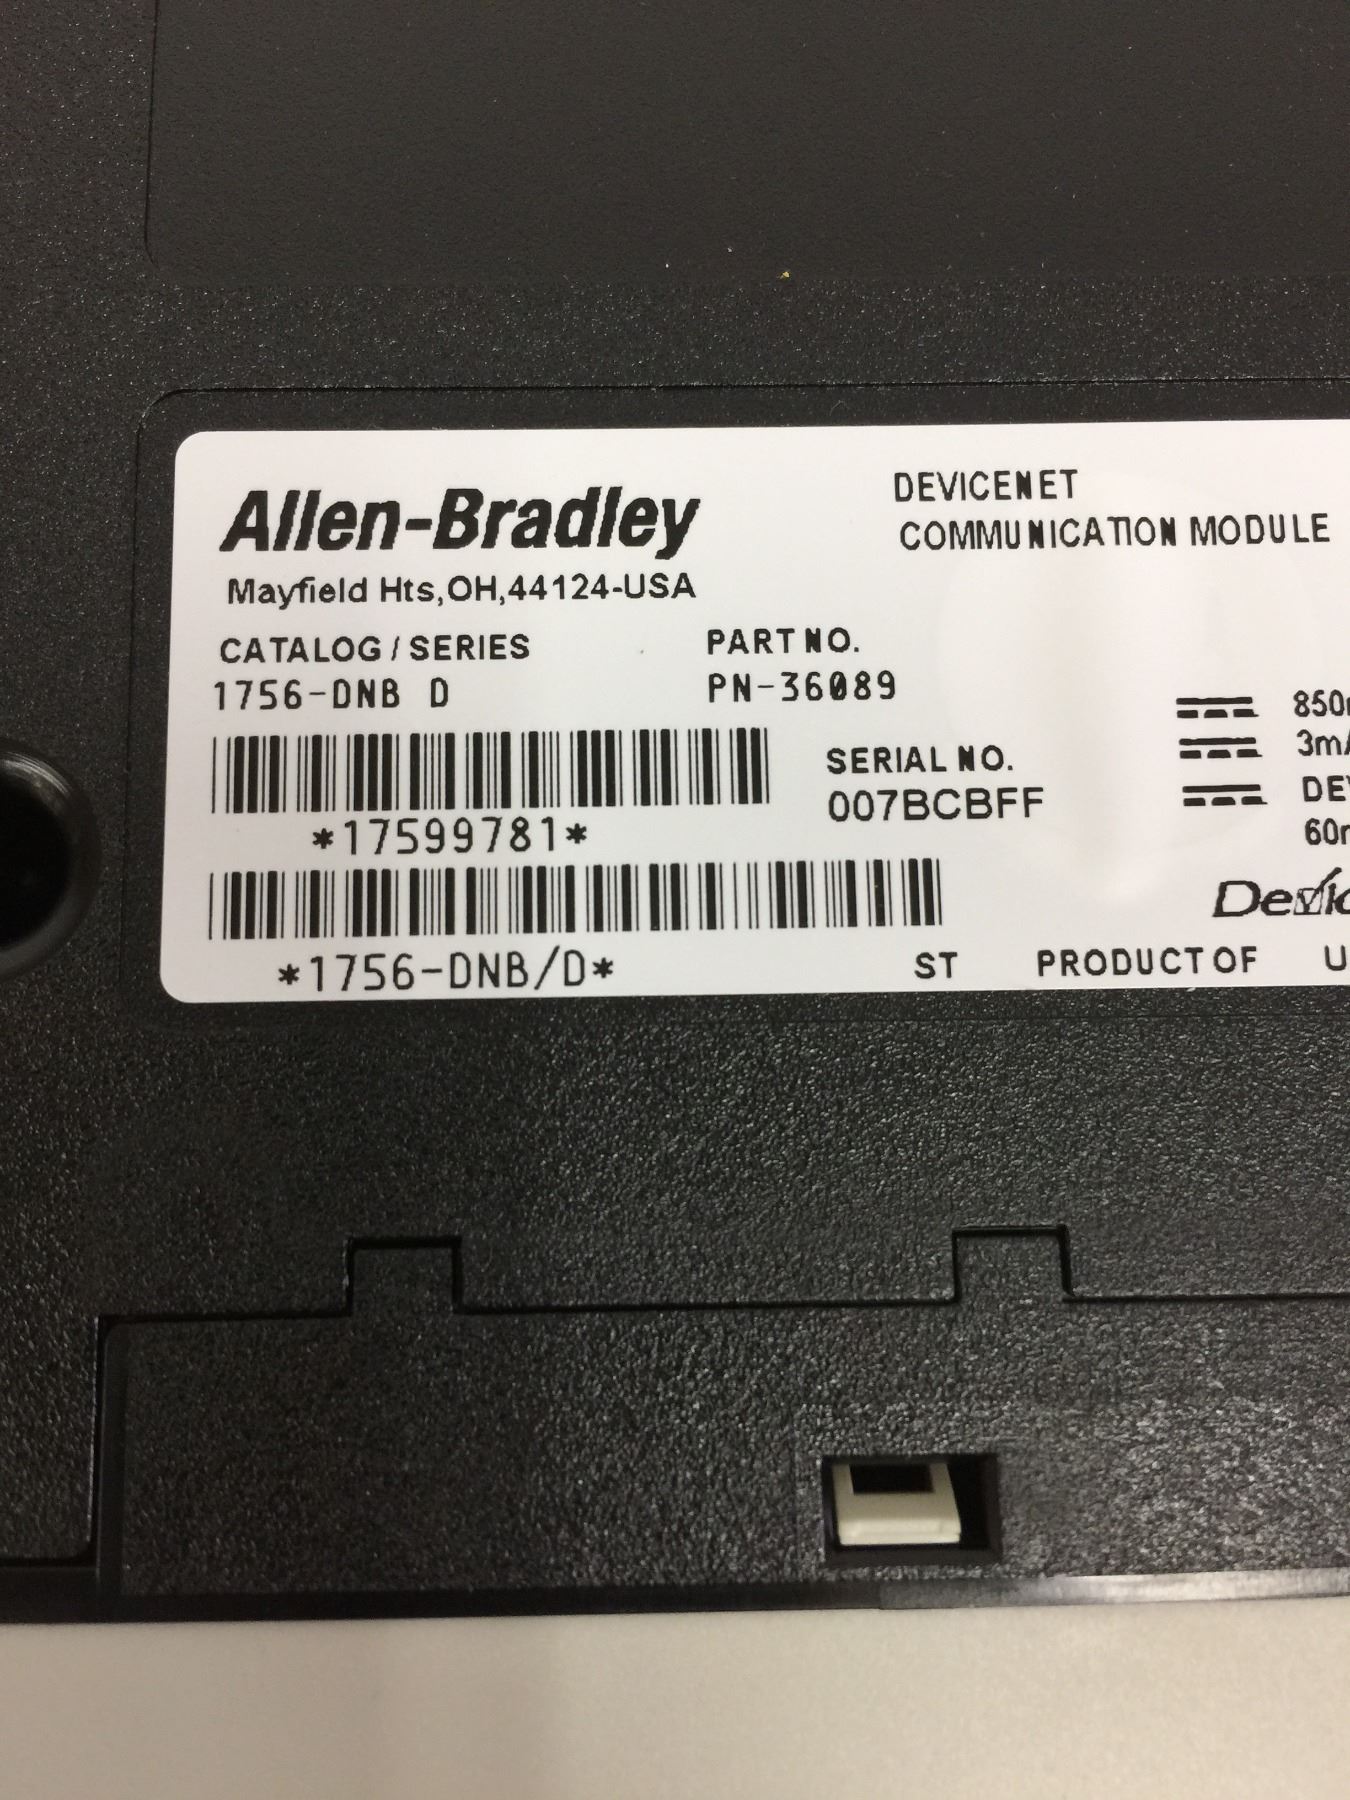 Allen-Bradley
Mayfield Hts,OH,44124-USA
DEVICENET
COMMUNICATION MODULE
CATALOG / SERIES
1756-DNB D
PART NO.
PN-36089
*17599781*
SERIAL NO.
007BCBFF
*1756-DNB/D*
ST PRODUCT OF